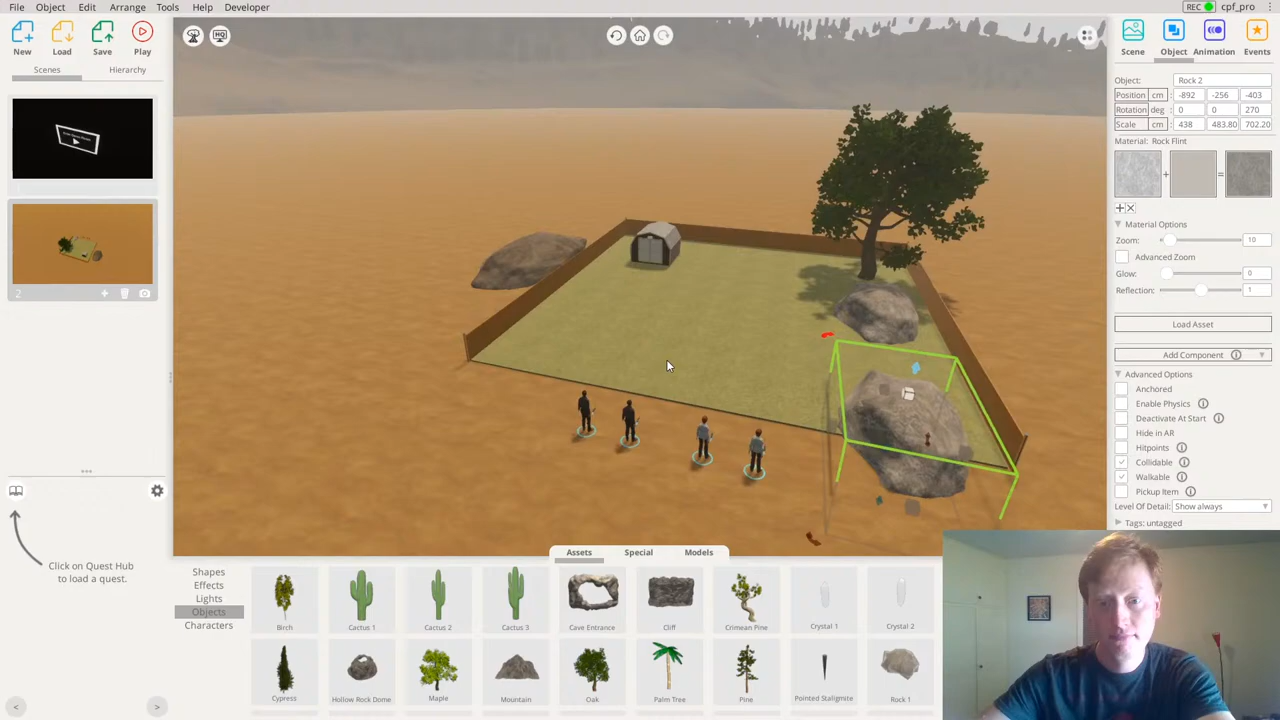 File Object Edit Arrange Tools Help Developer
REC cpf_pro
New Load Save Play
Scenes Hierarchy
2
Click on Quest Hub
to load a quest.
< >
HQ
Scene Object Animation Events
Object: Rock 2
Position cm : -892 -256 -403
Rotation deg : 0 0 270
Scale cm : 438 483.80 702.20
Material: Rock Flint
+ =
Material Options
Zoom: 10
Advanced Zoom
Glow: 0
Reflection: 1
Load Asset
Add Component
Advanced Options
Anchored
Enable Physics
Deactivate At Start
Hide in AR
Hitpoints
Collidable
Walkable
Pickup Item
Level Of Detail: Show always
Tags: untagged
Assets Special Models
Shapes
Effects
Lights
Objects
Characters
Birch Cactus 1 Cactus 2 Cactus 3 Cave Entrance Cliff Crimean Pine Crystal 1 Crystal 2
Cypress Hollow Rock Dome Maple Mountain Oak Palm Tree Pine Pointed Staligmite Rock 1